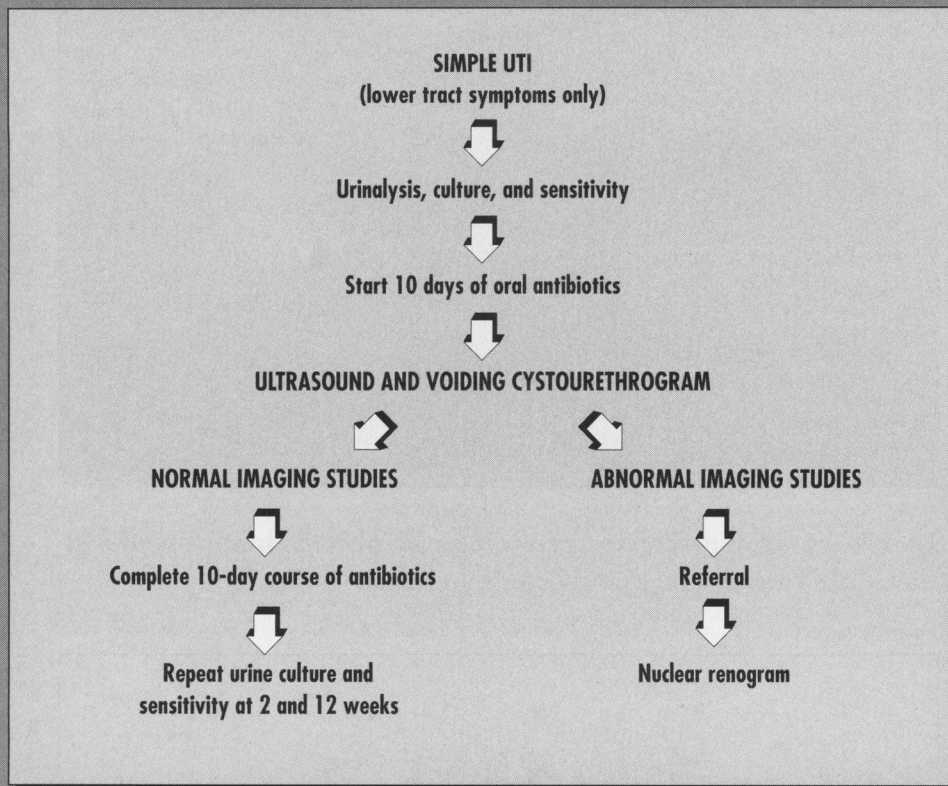 SIMPLE UTI
(lower tract symptoms only)
Urinalysis, culture, and sensitivity
Start 10 days of oral antibiotics
ULTRASOUND AND VOIDING CYSTOURETHROGRAM
NORMAL IMAGING STUDIES
ABNORMAL IMAGING STUDIES
Complete 10-day course of antibiotics
Referral
Repeat urine culture and
sensitivity at 2 and 12 weeks
Nuclear renogram